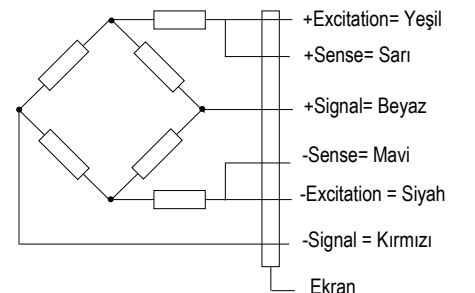 +Excitation= Yeşil
+Sense= Sarı
+Signal= Beyaz
-Sense= Mavi
-Excitation = Siyah
-Signal = Kırmızı
Ekran